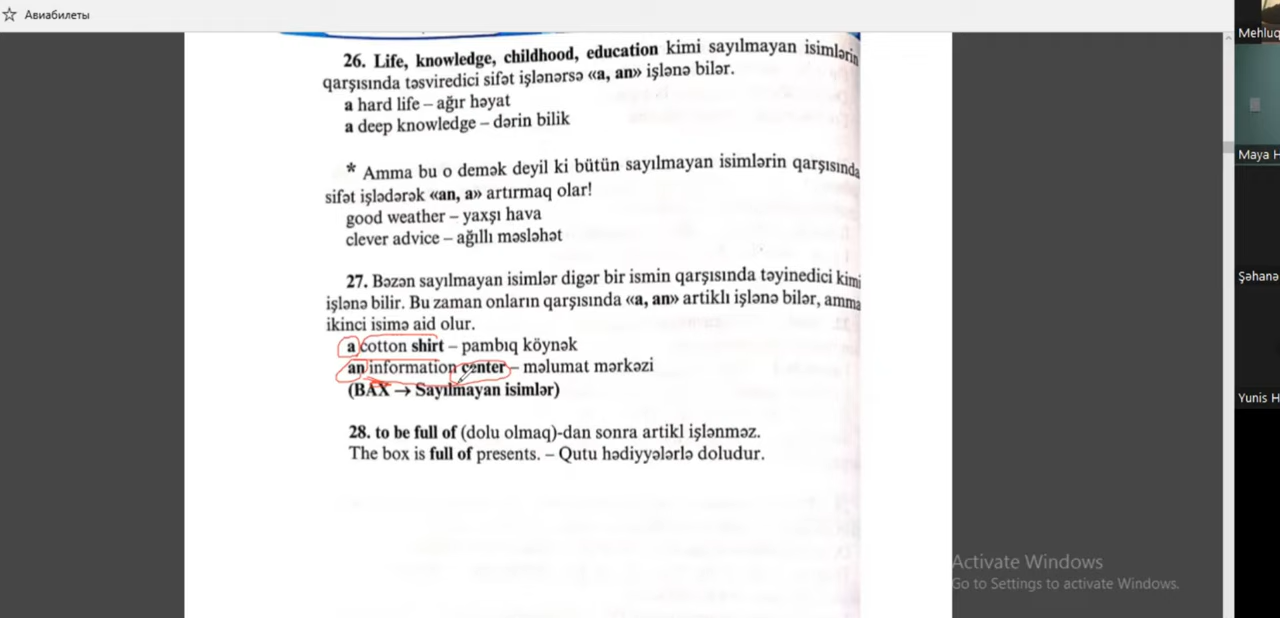 Авиабилеты
26. Life, knowledge, childhood, education kimi sayılmayan isimlərin
qarşısında təsviredici sifət işlənərsə «a, an» işlənə bilər.
a hard life – ağır həyat
a deep knowledge – dərin bilik
* Amma bu o demək deyil ki bütün sayılmayan isimlərin qarşısında
sifət işlədərək «an, a» artırmaq olar!
good weather – yaxşı hava
clever advice – ağıllı məsləhət
27. Bəzən sayılmayan isimlər digər bir ismin qarşısında təyinedici kimi
işlənə bilir. Bu zaman onların qarşısında «a, an» artiklı işlənə bilər, amma
ikinci isimə aid olur.
a cotton shirt – pambıq köynək
an information center – məlumat mərkəzi
(BAX → Sayılmayan isimlər)
28. to be full of (dolu olmaq)-dan sonra artikl işlənməz.
The box is full of presents. – Qutu hədiyyələrlə doludur.
Activate Windows
Go to Settings to activate Windows.
Mehluq
Maya H
Şəhanə
Yunis H